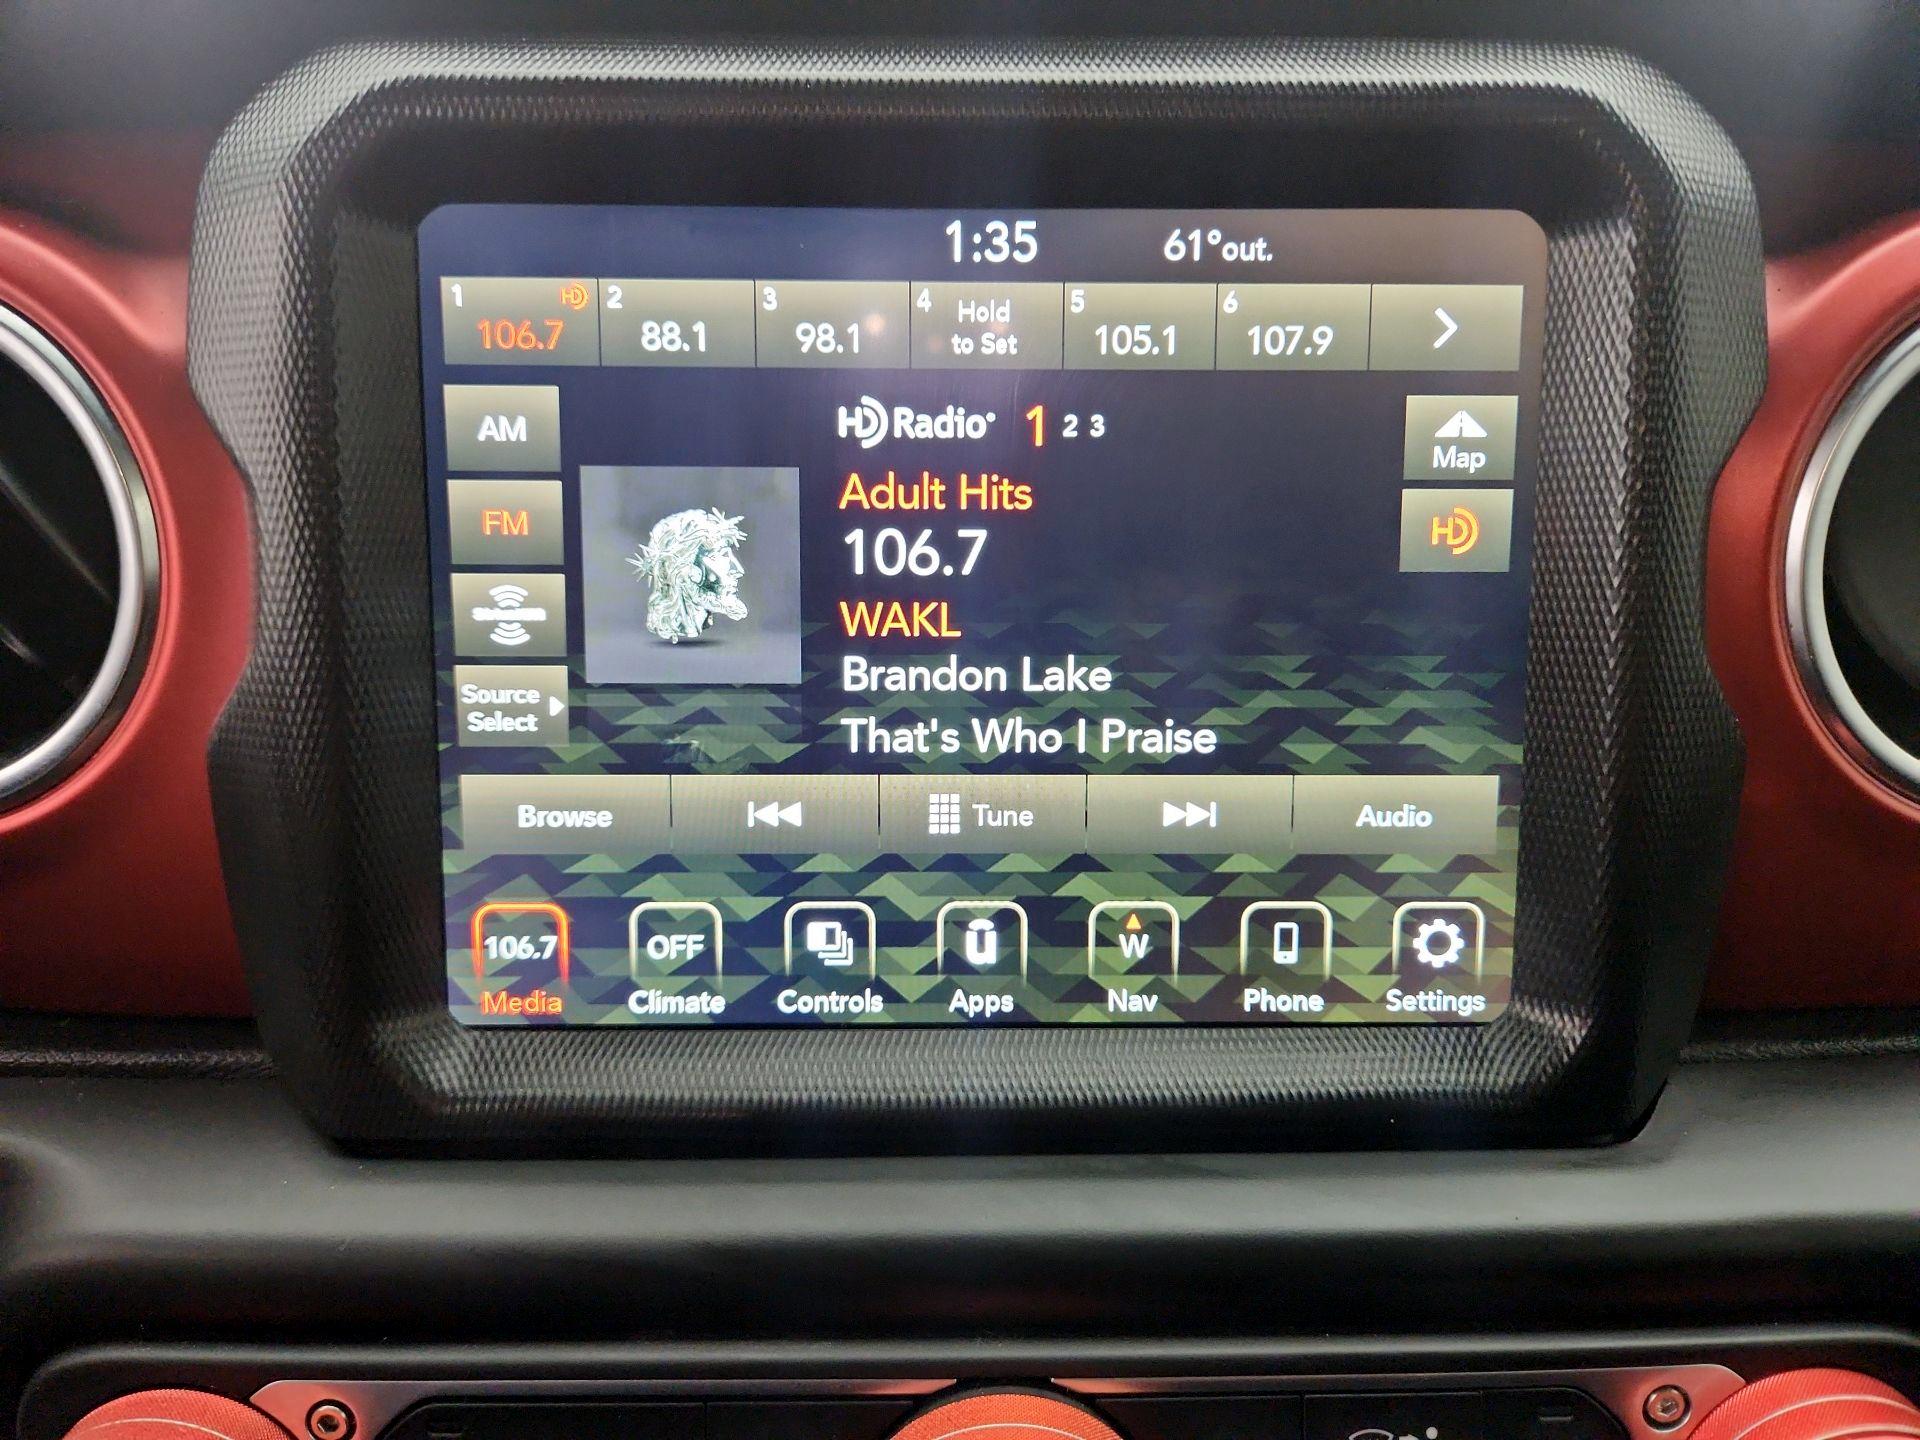 1:35 61°out.
1 HD 106.7 2 88.1 3 98.1 4 Hold to Set 5 105.1 6 107.9
AM
FM
Source
Select
HD Radio 1 2 3
Adult Hits
106.7
WAKL
Brandon Lake
That's Who I Praise
Map
HD
Browse Tune Audio
106.7 OFF û W
Media Climate Controls Apps Nav Phone Settings